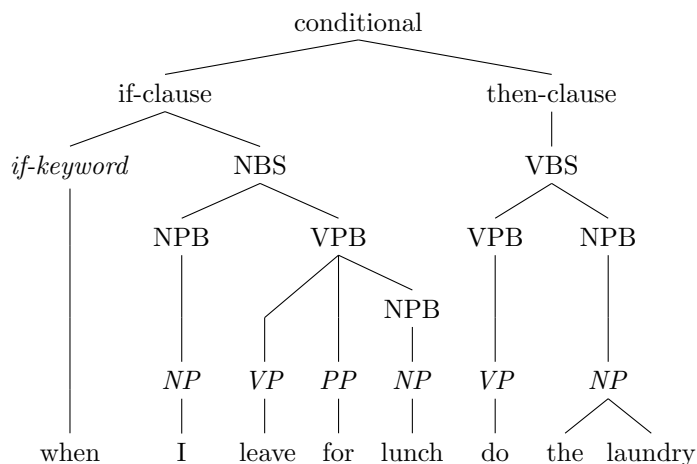 conditional
if-clause then-clause
if-keyword NBS VBS
NPB VPB VPB NPB
NPB
NP VP PP NP VP NP
when I leave for lunch do the laundry